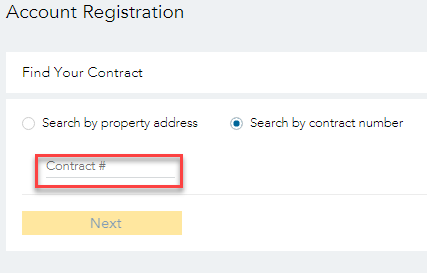 Account Registration
Find Your Contract
Search by property address
Search by contract number
Contract #
Next